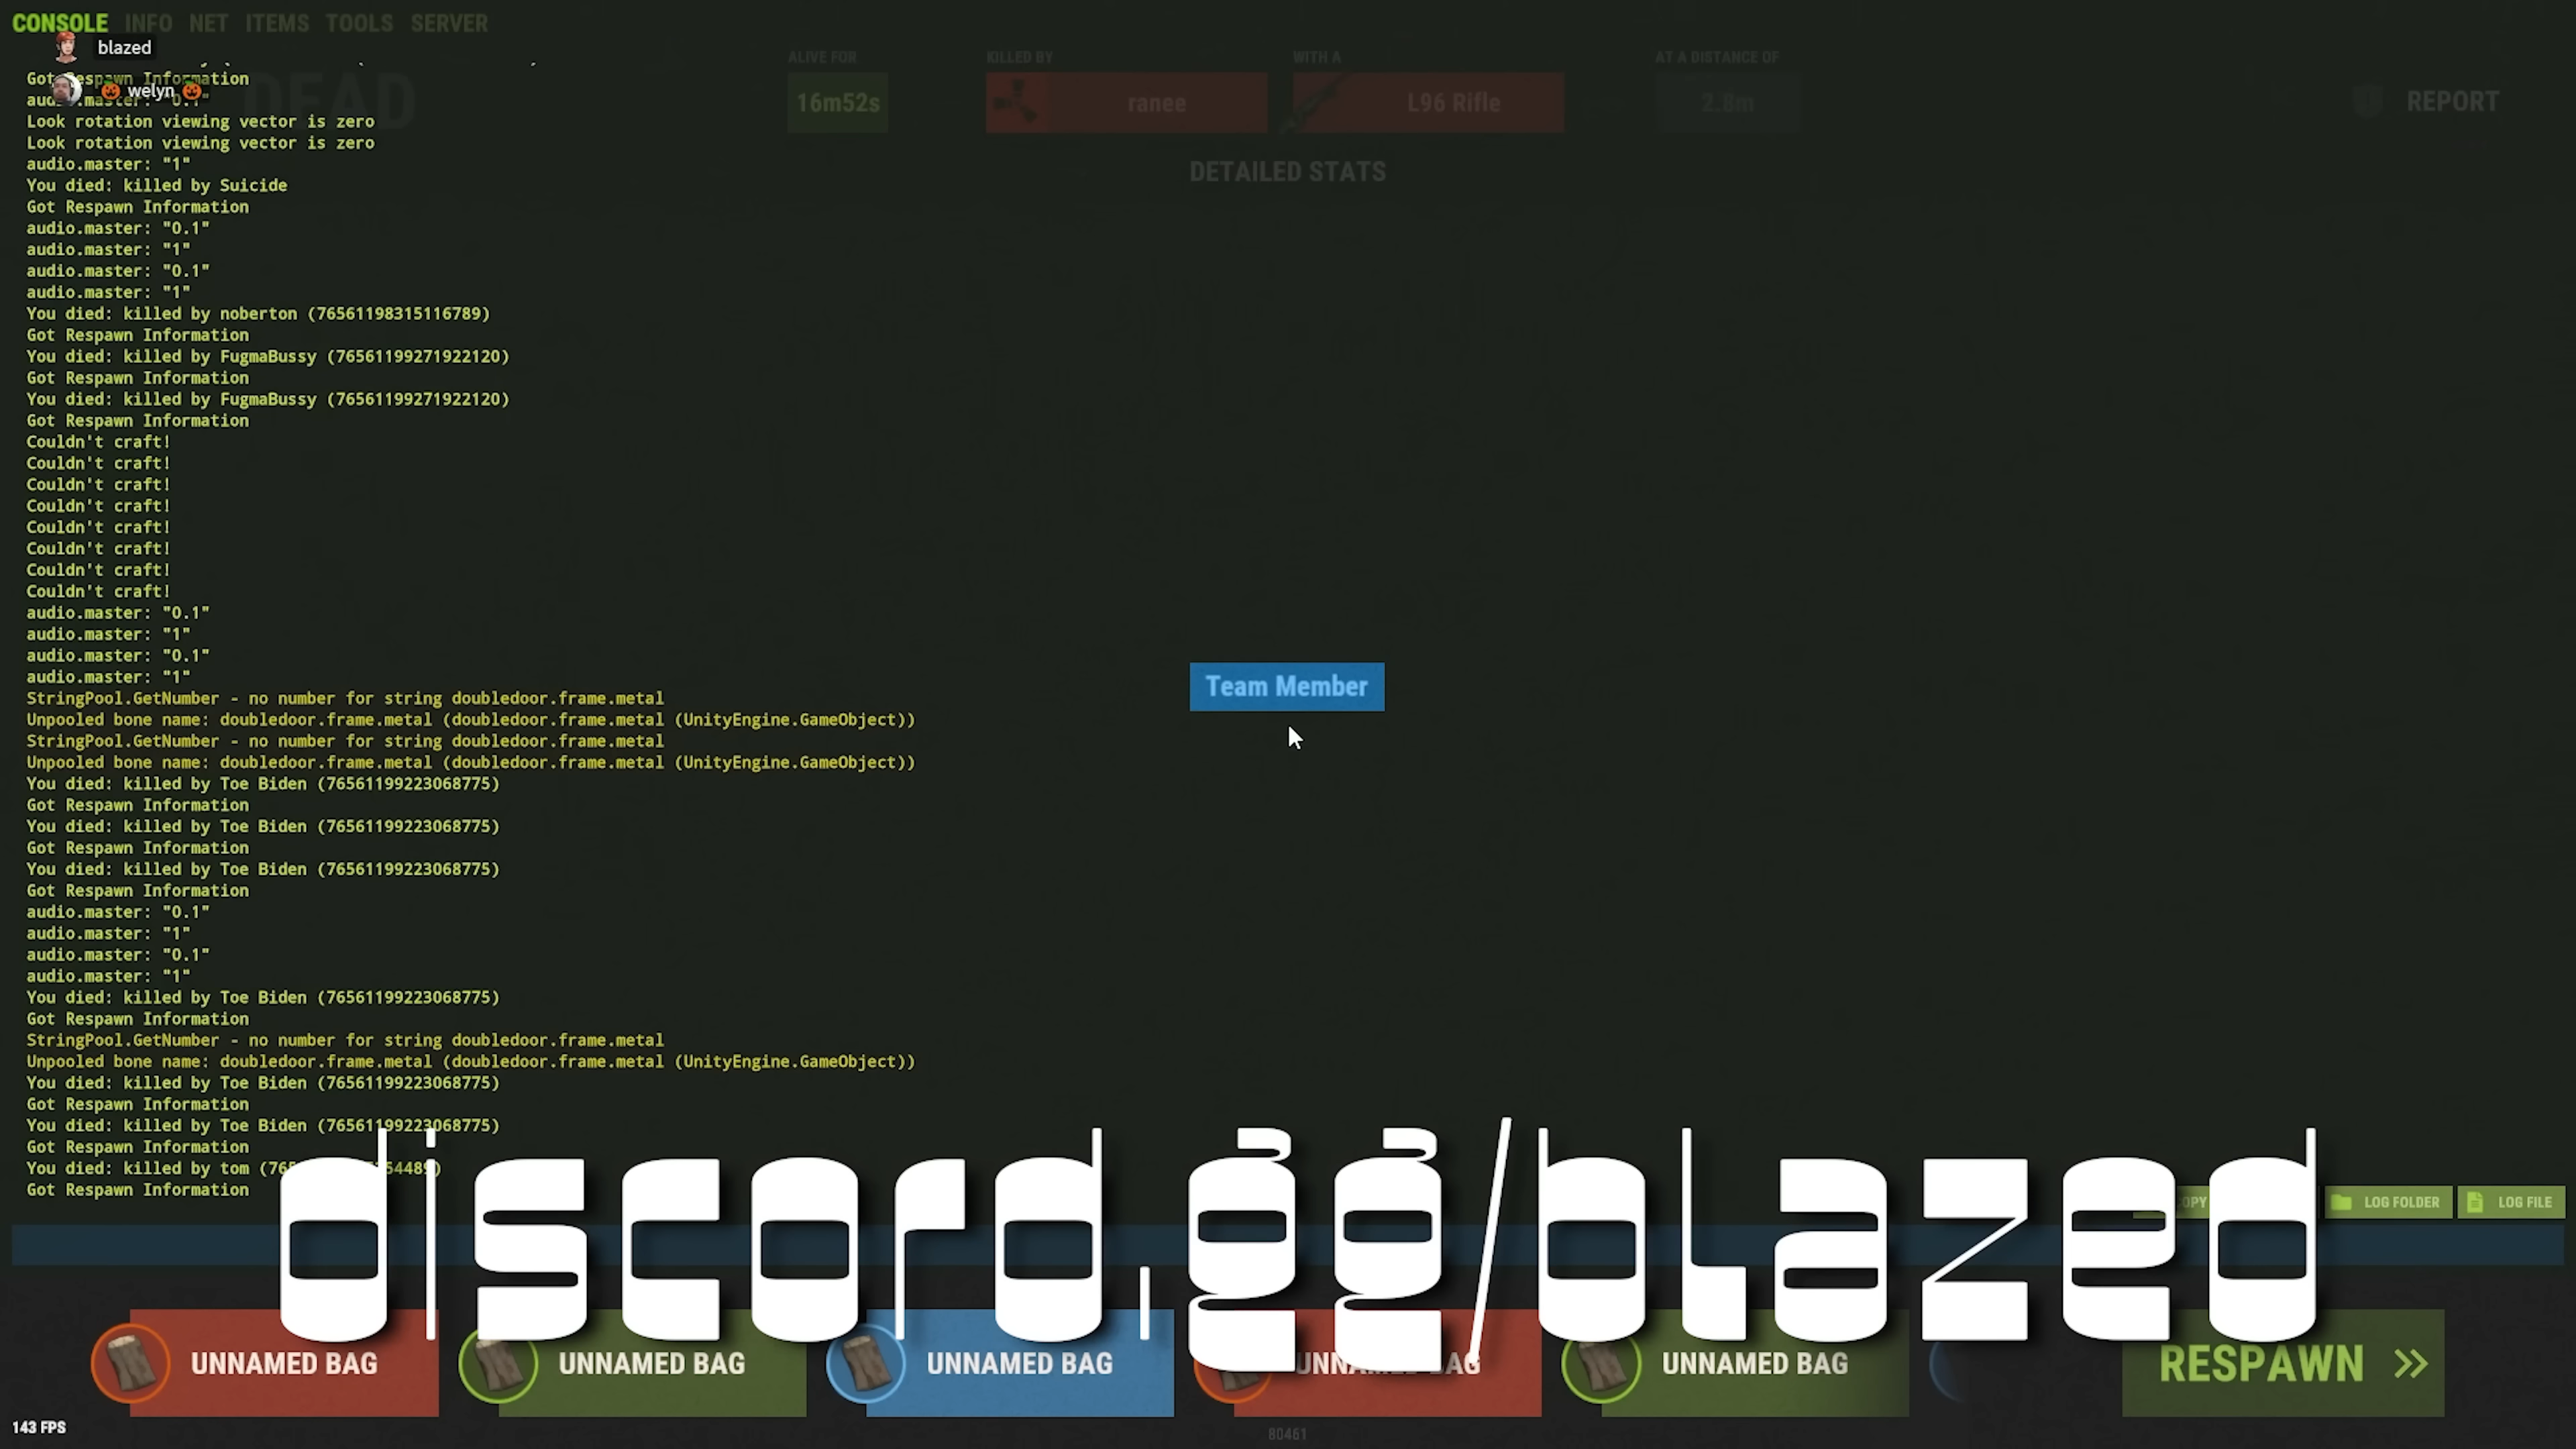 CONSOLE INFO NET ITEMS TOOLS SERVER
blazed
ALIVE FOR KILLED BY WITH A AT A DISTANCE OF
DEAD 16m52s ranee L96 Rifle 2.8m REPORT
DETAILED STATS
Got Respawn Information
🎃 welyn 🎃
audio.master: "0.1"
Look rotation viewing vector is zero
Look rotation viewing vector is zero
audio.master: "1"
You died: killed by Suicide
Got Respawn Information
audio.master: "0.1"
audio.master: "1"
audio.master: "0.1"
audio.master: "1"
You died: killed by noberton (76561198315116789)
Got Respawn Information
You died: killed by FugmaBussy (76561199271922120)
Got Respawn Information
You died: killed by FugmaBussy (76561199271922120)
Got Respawn Information
Couldn't craft!
Couldn't craft!
Couldn't craft!
Couldn't craft!
Couldn't craft!
Couldn't craft!
Couldn't craft!
Couldn't craft!
audio.master: "0.1"
audio.master: "1"
audio.master: "0.1"
audio.master: "1"
StringPool.GetNumber - no number for string doubledoor.frame.metal
Unpooled bone name: doubledoor.frame.metal (doubledoor.frame.metal (UnityEngine.GameObject))
StringPool.GetNumber - no number for string doubledoor.frame.metal
Unpooled bone name: doubledoor.frame.metal (doubledoor.frame.metal (UnityEngine.GameObject))
You died: killed by Toe Biden (76561199223068775)
Got Respawn Information
You died: killed by Toe Biden (76561199223068775)
Got Respawn Information
You died: killed by Toe Biden (76561199223068775)
Got Respawn Information
audio.master: "0.1"
audio.master: "1"
audio.master: "0.1"
audio.master: "1"
You died: killed by Toe Biden (76561199223068775)
Got Respawn Information
StringPool.GetNumber - no number for string doubledoor.frame.metal
Unpooled bone name: doubledoor.frame.metal (doubledoor.frame.metal (UnityEngine.GameObject))
You died: killed by Toe Biden (76561199223068775)
Got Respawn Information
You died: killed by Toe Biden (76561199223068775)
Got Respawn Information
You died: killed by tom
Got Respawn Information
Team Member
LOG FOLDER LOG FILE
discord.gg/blazed
UNNAMED BAG UNNAMED BAG UNNAMED BAG UNNAMED BAG UNNAMED BAG RESPAWN
143 FPS
80461